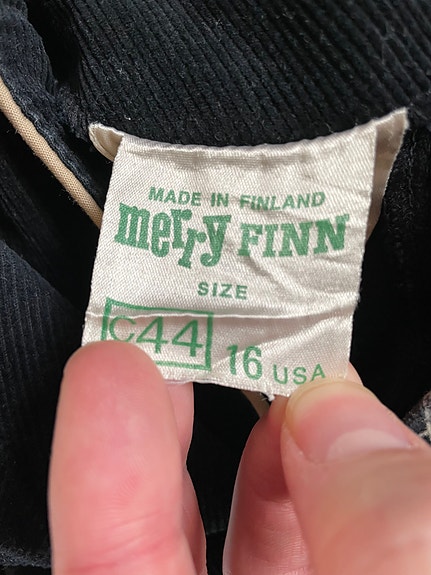 MADE IN FINLAND
merry FINN
SIZE
C44 16 USA